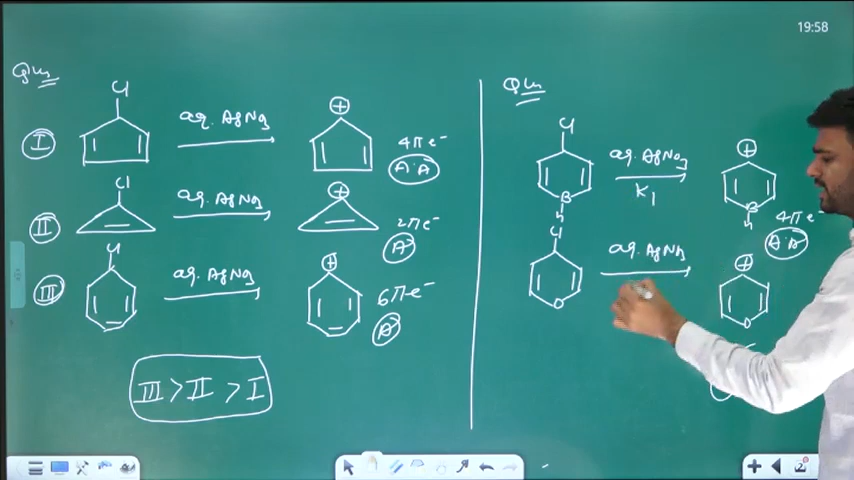 19:58
Qus
Cl
I
aq. AgNO3
⊕
4πe⁻
A·A
Cl
II
aq. AgNO3
⊕
2πe⁻
A
Cl
III
aq. AgNO3
⊕
6πe⁻
A
III > II > I
Qus
Cl
B
H
aq. AgNO3
K1
⊕
B
H
4πe⁻
A·A
Cl
O
aq. AgNO3
⊕
O
2